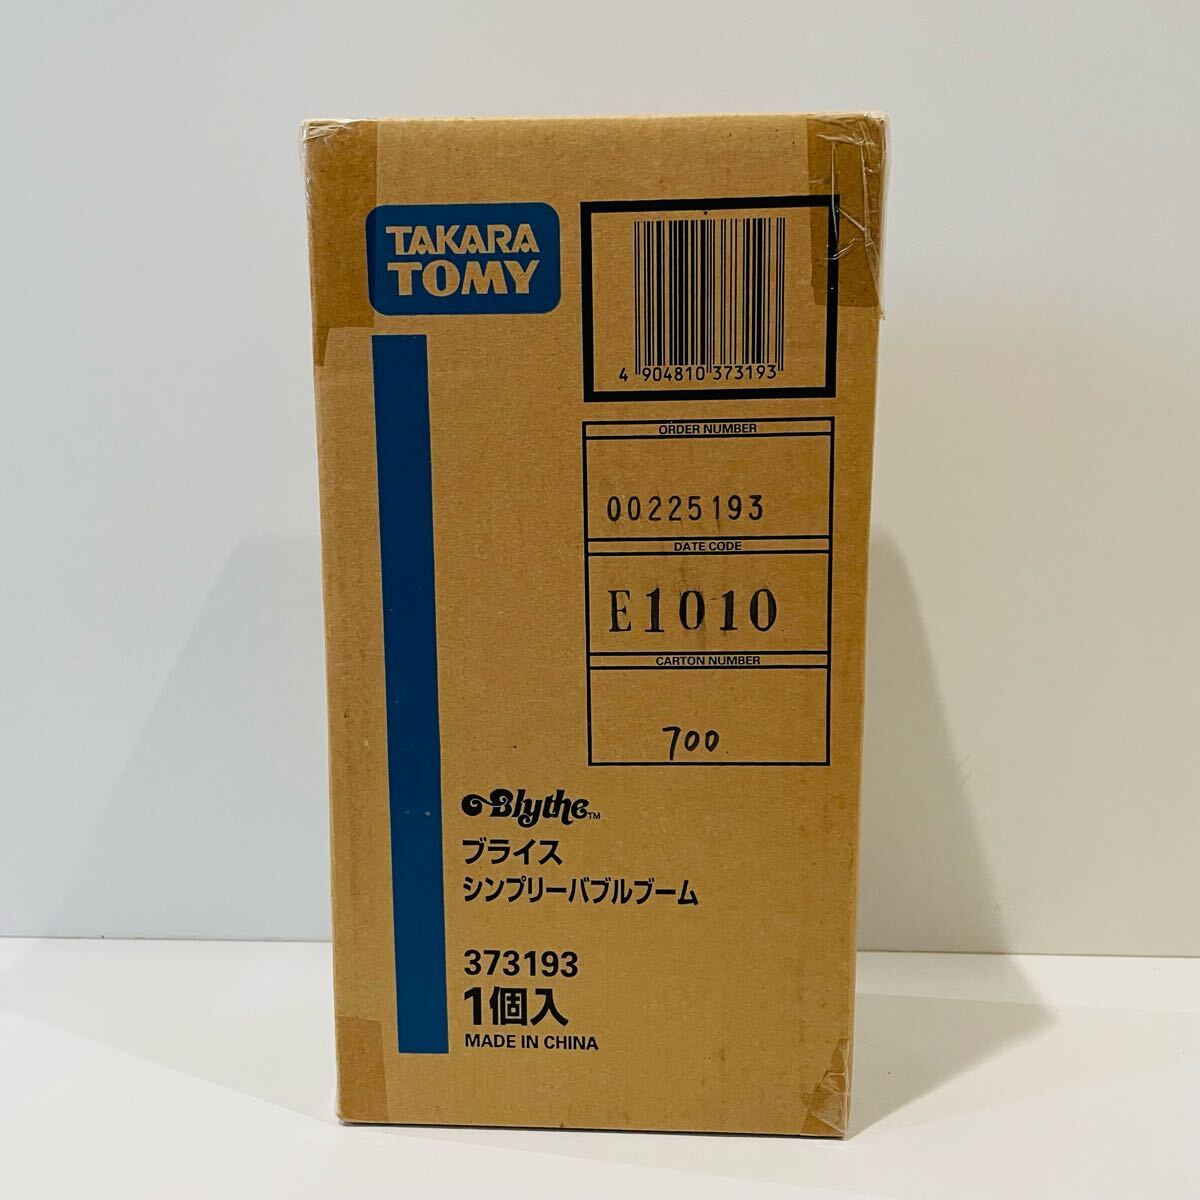 TAKARA
TOMY
4 904810 373193
ORDER NUMBER
00225193
DATE CODE
E1010
CARTON NUMBER
700
Blythe™
ブライス
シンプリーバブルブーム
373193
1個入
MADE IN CHINA